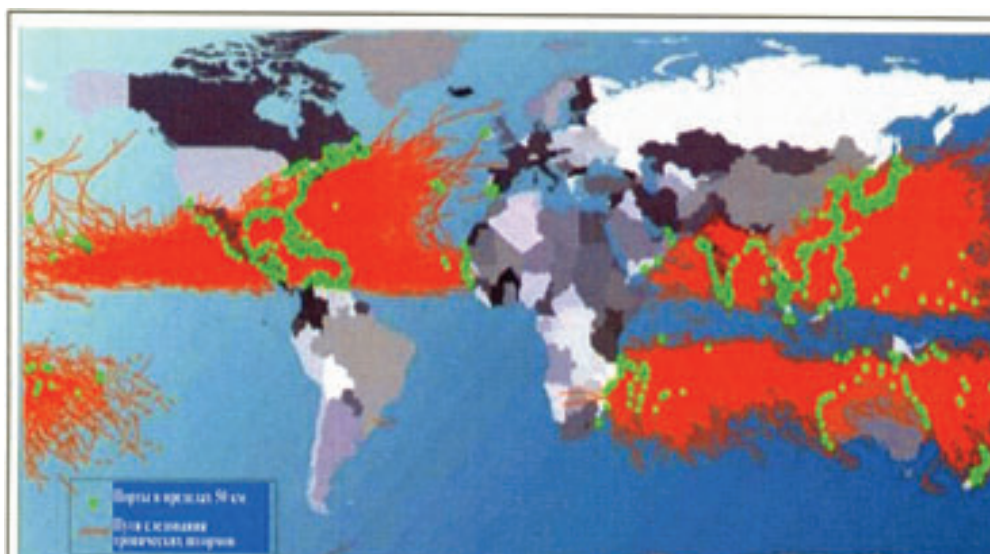 Порты в пределах 50 км
Пути следования
тропических штормов